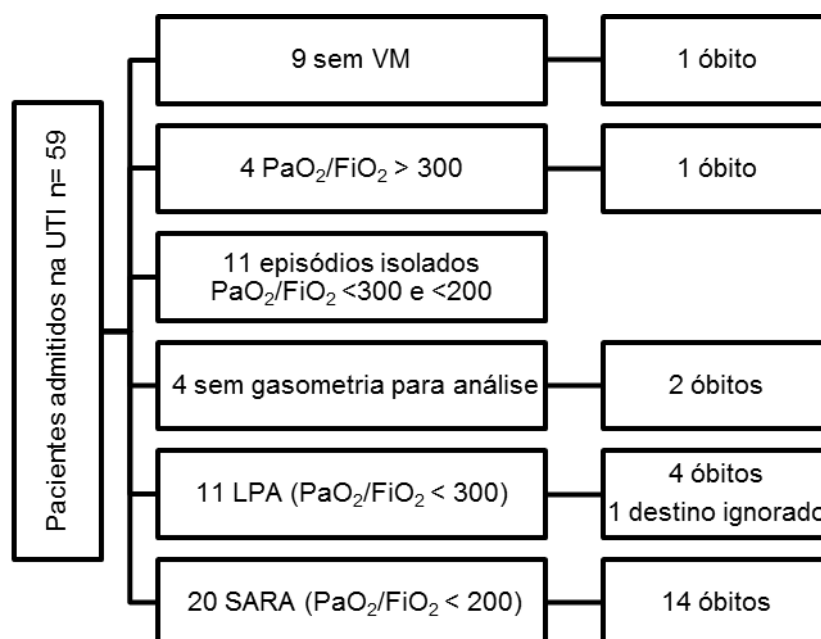 Pacientes admitidos na UTI n= 59
9 sem VM
1 óbito
4 PaO₂/FiO₂ > 300
1 óbito
11 episódios isolados
PaO₂/FiO₂ <300 e <200
4 sem gasometria para análise
2 óbitos
11 LPA (PaO₂/FiO₂ < 300)
4 óbitos
1 destino ignorado
20 SARA (PaO₂/FiO₂ < 200)
14 óbitos